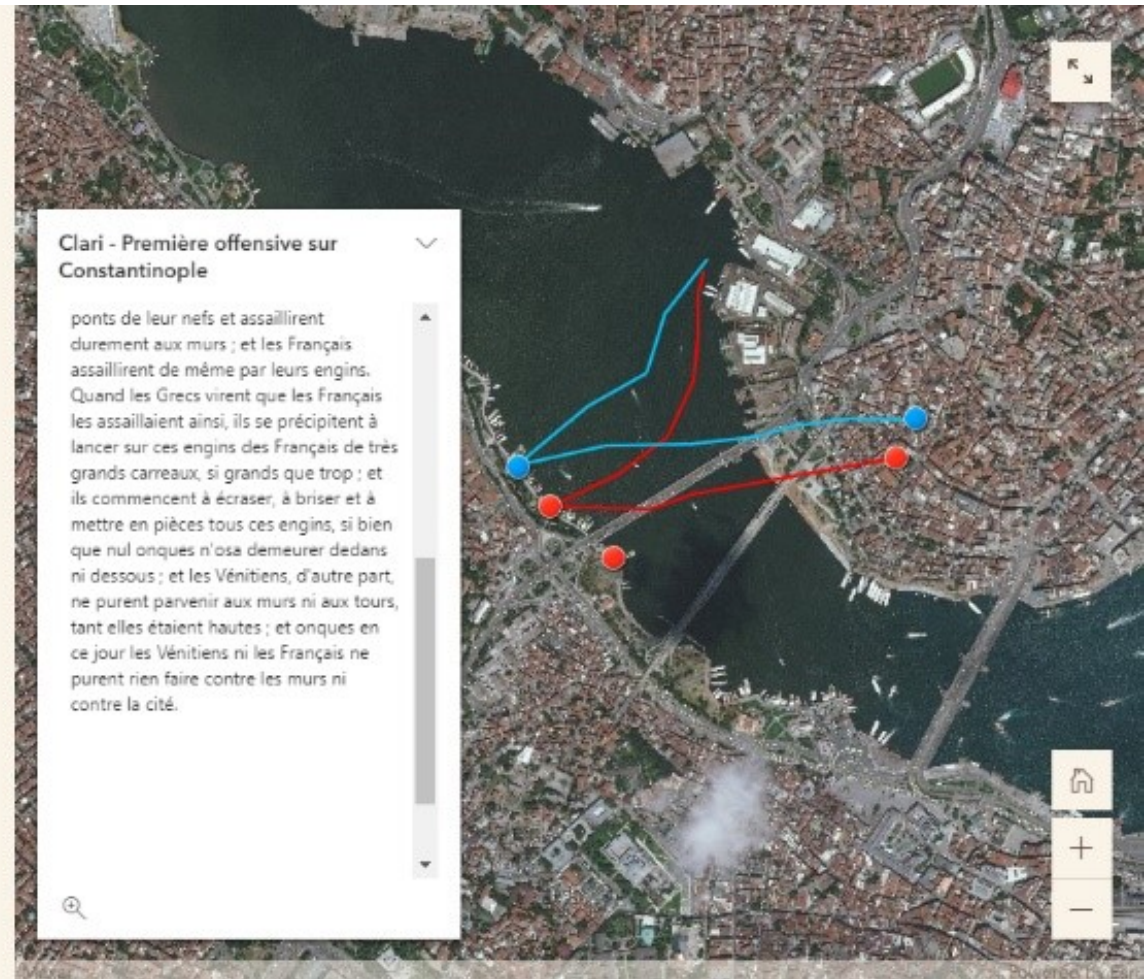 Clari - Première offensive sur
Constantinople
ponts de leur nefs et assaillirent
durement aux murs ; et les Français
assaillirent de même par leurs engins.
Quand les Grecs virent que les Français
les assaillaient ainsi, ils se précipitent à
lancer sur ces engins des Français de très
grands carreaux, si grands que trop ; et
ils commencent à écraser, à briser et à
mettre en pièces tous ces engins, si bien
que nul onques n'osa demeurer dedans
ni dessous ; et les Vénitiens, d'autre part,
ne purent parvenir aux murs ni aux tours,
tant elles étaient hautes ; et onques en
ce jour les Vénitiens ni les Français ne
purent rien faire contre les murs ni
contre la cité.